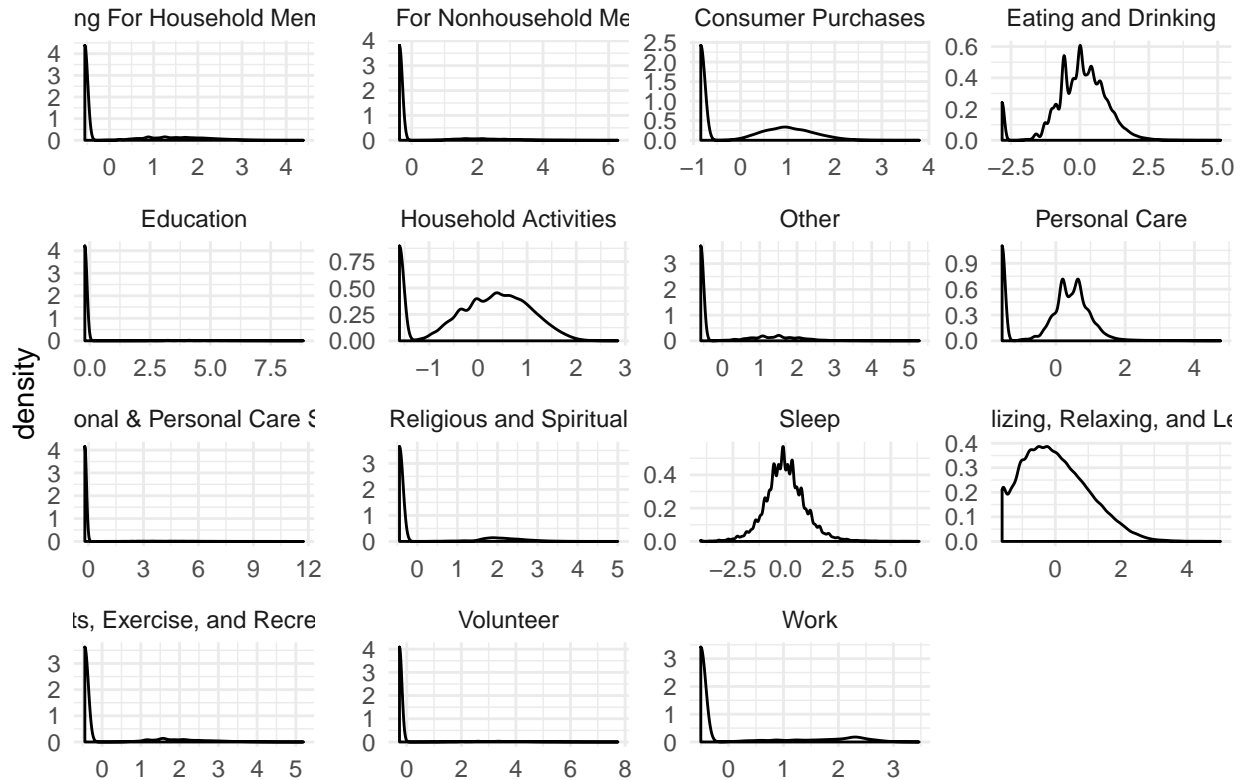 ng For Household Mem
For Nonhousehold Me
Consumer Purchases
Eating and Drinking
4
3
2
1
0
0 1 2 3 4
4
3
2
1
0
0 2 4 6
2.5
2.0
1.5
1.0
0.5
0.0
−1 0 1 2 3 4
0.6
0.4
0.2
0.0
−2.5 0.0 2.5 5.0
Education
Household Activities
Other
Personal Care
4
3
2
1
0
0.0 2.5 5.0 7.5
0.75
0.50
0.25
0.00
−1 0 1 2 3
3
2
1
0
0 1 2 3 4 5
0.9
0.6
0.3
0.0
0 2 4
density
onal & Personal Care S
Religious and Spiritual
Sleep
lizing, Relaxing, and Le
4
3
2
1
0
0 3 6 9 12
3
2
1
0
0 1 2 3 4 5
0.4
0.2
0.0
−2.5 0.0 2.5 5.0
0.4
0.3
0.2
0.1
0.0
0 2 4
ts, Exercise, and Recre
Volunteer
Work
3
2
1
0
0 1 2 3 4 5
4
3
2
1
0
0 2 4 6 8
3
2
1
0
0 1 2 3